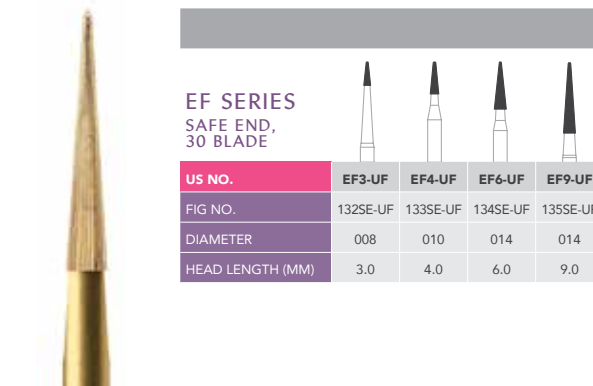 EF SERIES
SAFE END,
30 BLADE
US NO. EF3-UF EF4-UF EF6-UF EF9-UF
FIG NO. 132SE-UF 133SE-UF 134SE-UF 135SE-UF
DIAMETER 008 010 014 014
HEAD LENGTH (MM) 3.0 4.0 6.0 9.0